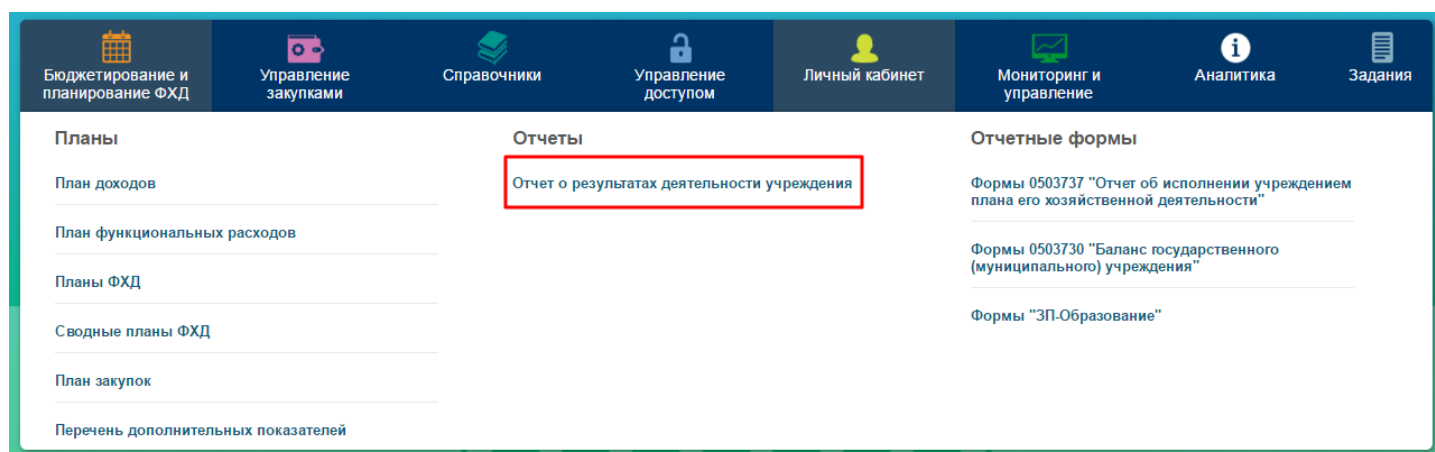 Бюджетирование и
планирование ФХД
Управление
закупками
Справочники
Управление
доступом
Личный кабинет
Мониторинг и
управление
Аналитика
Задания
Планы
План доходов
План функциональных расходов
Планы ФХД
Сводные планы ФХД
План закупок
Перечень дополнительных показателей
Отчеты
Отчет о результатах деятельности учреждения
Отчетные формы
Формы 0503737 "Отчет об исполнении учреждением
плана его хозяйственной деятельности"
Формы 0503730 "Баланс государственного
(муниципального) учреждения"
Формы "ЗП-Образование"